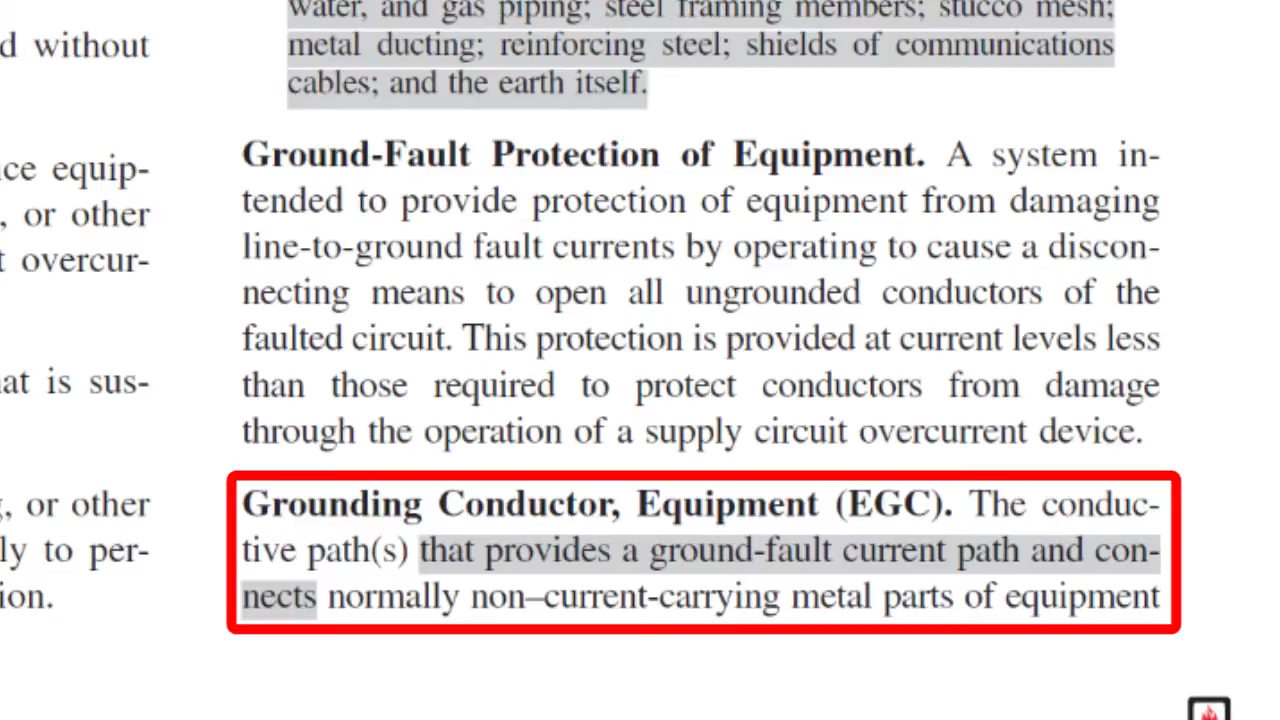 d without
ce equip-
, or other
t overcur-
at is sus-
, or other
ly to per-
ion.
water, and gas piping; steel framing members; stucco mesh;
metal ducting; reinforcing steel; shields of communications
cables; and the earth itself.
Ground-Fault Protection of Equipment. A system in-
tended to provide protection of equipment from damaging
line-to-ground fault currents by operating to cause a discon-
necting means to open all ungrounded conductors of the
faulted circuit. This protection is provided at current levels less
than those required to protect conductors from damage
through the operation of a supply circuit overcurrent device.
Grounding Conductor, Equipment (EGC). The conduc-
tive path(s) that provides a ground-fault current path and con-
nects normally non–current-carrying metal parts of equipment